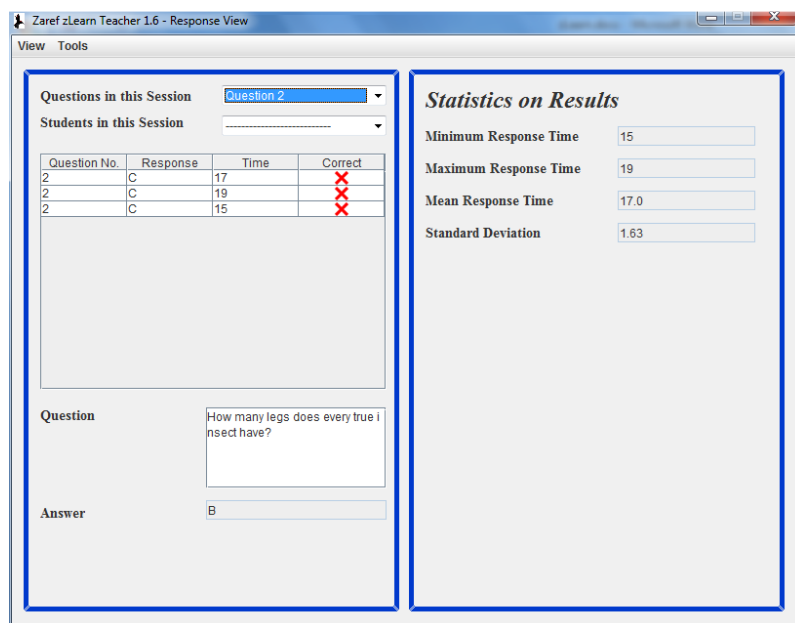 Zaref zLearn Teacher 1.6 - Response View
View Tools
Questions in this Session Question 2
Students in this Session --------------------------
Question No. Response Time Correct
2 C 17
2 C 19
2 C 15
Question How many legs does every true i
nsect have?
Answer B
Statistics on Results
Minimum Response Time 15
Maximum Response Time 19
Mean Response Time 17.0
Standard Deviation 1.63